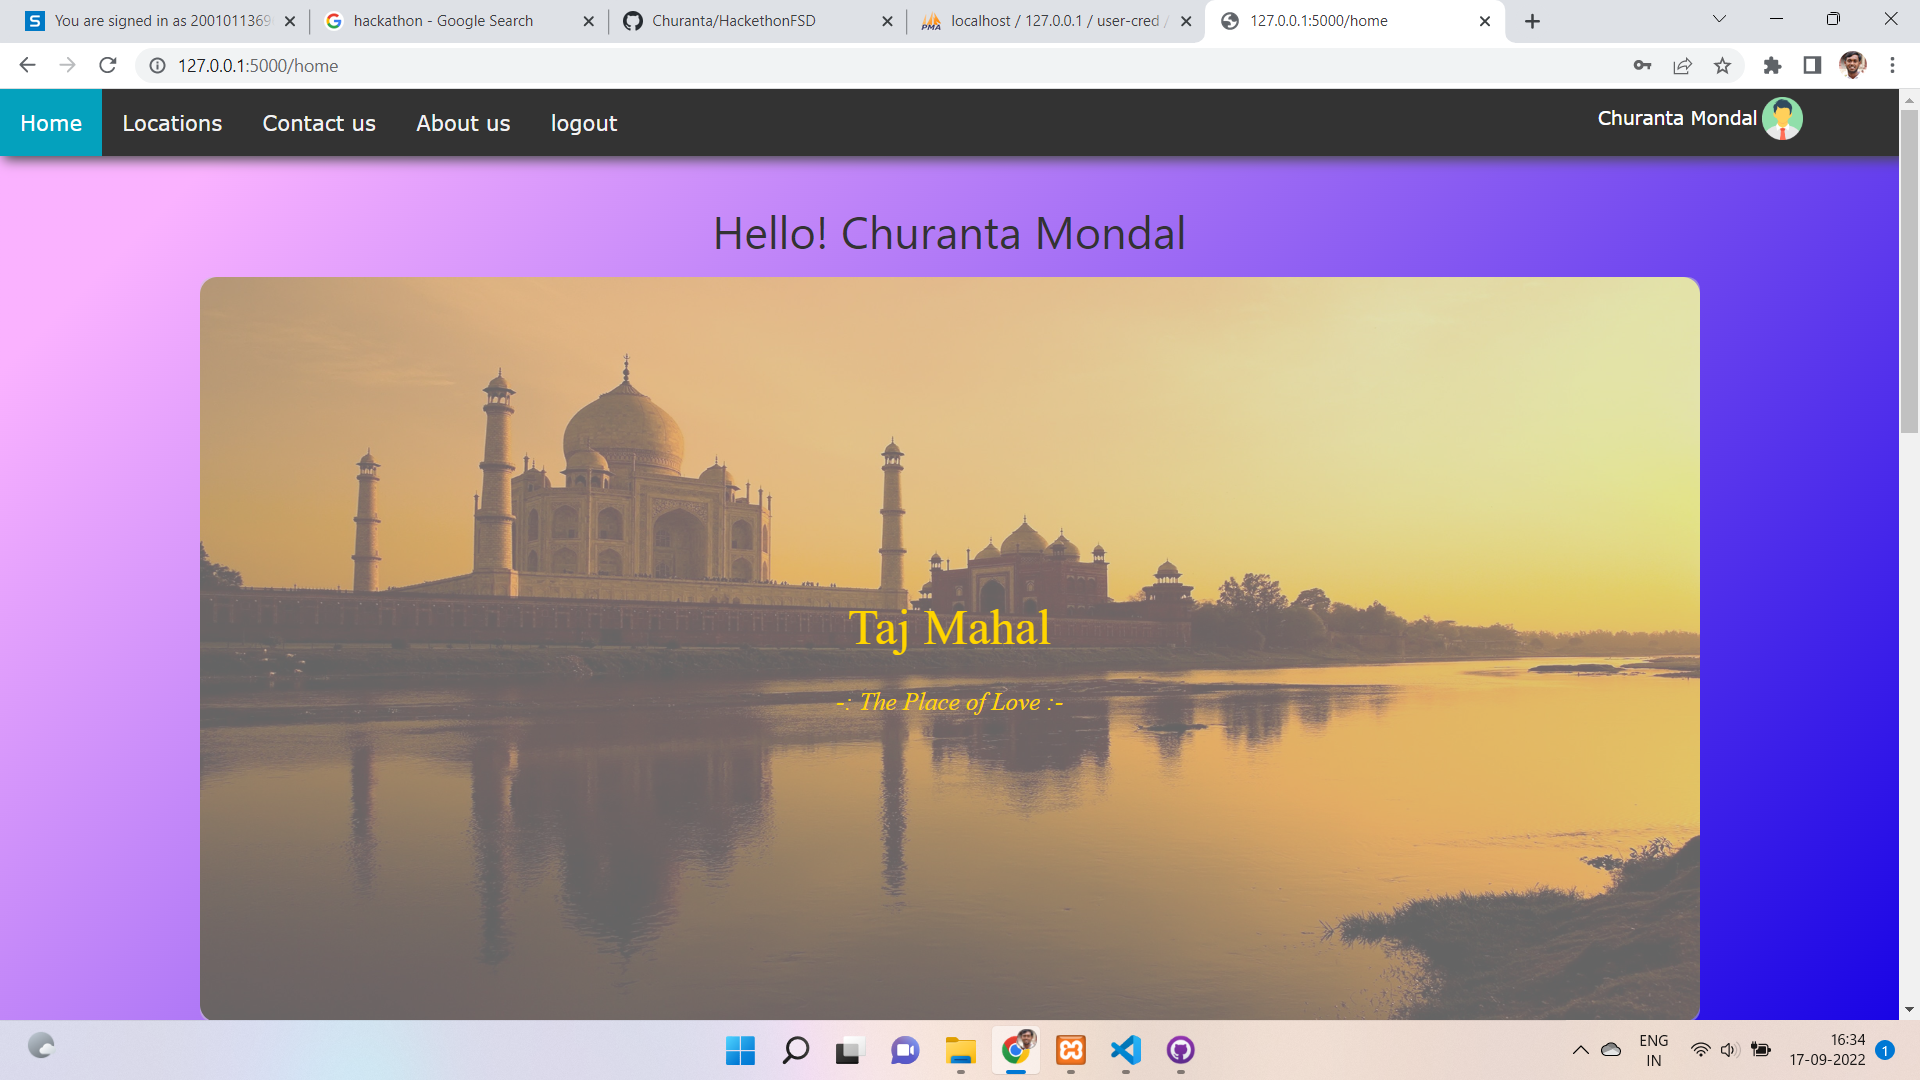 You are signed in as 2001011369
hackathon - Google Search
Churanta/HackethonFSD
PMA
localhost / 127.0.0.1 / user-cred /
127.0.0.1:5000/home
127.0.0.1:5000/home
Home
Locations
Contact us
About us
logout
Churanta Mondal
Hello! Churanta Mondal
Taj Mahal
-: The Place of Love :-
ENG
IN
16:34
17-09-2022
1